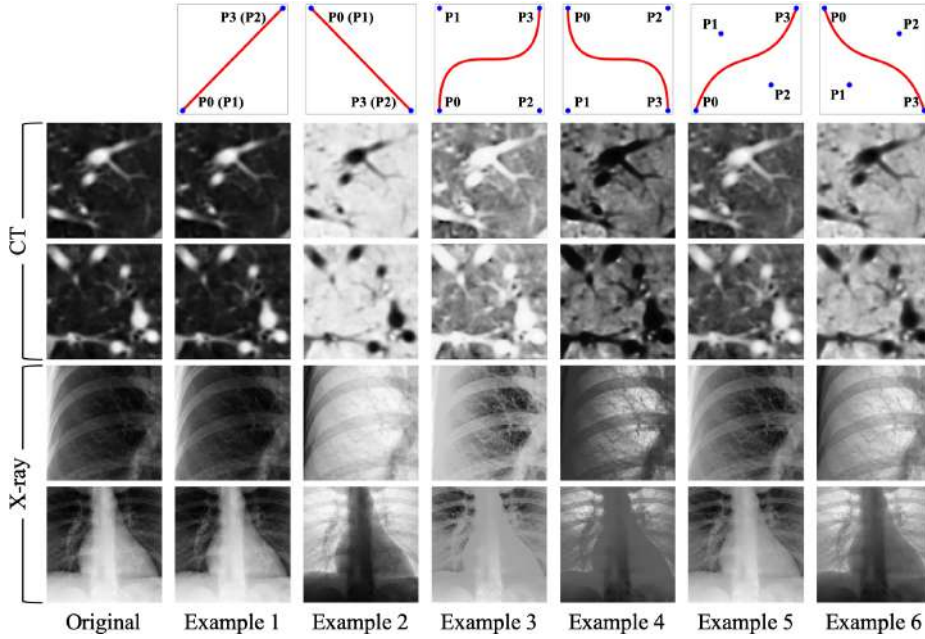 P3 (P2)
P0 (P1)
P0 (P1)
P3 (P2)
P1
P3
P0
P2
P0
P2
P1
P3
P1
P3
P0
P2
P0
P2
P1
P3
CT
X-ray
Original
Example 1
Example 2
Example 3
Example 4
Example 5
Example 6